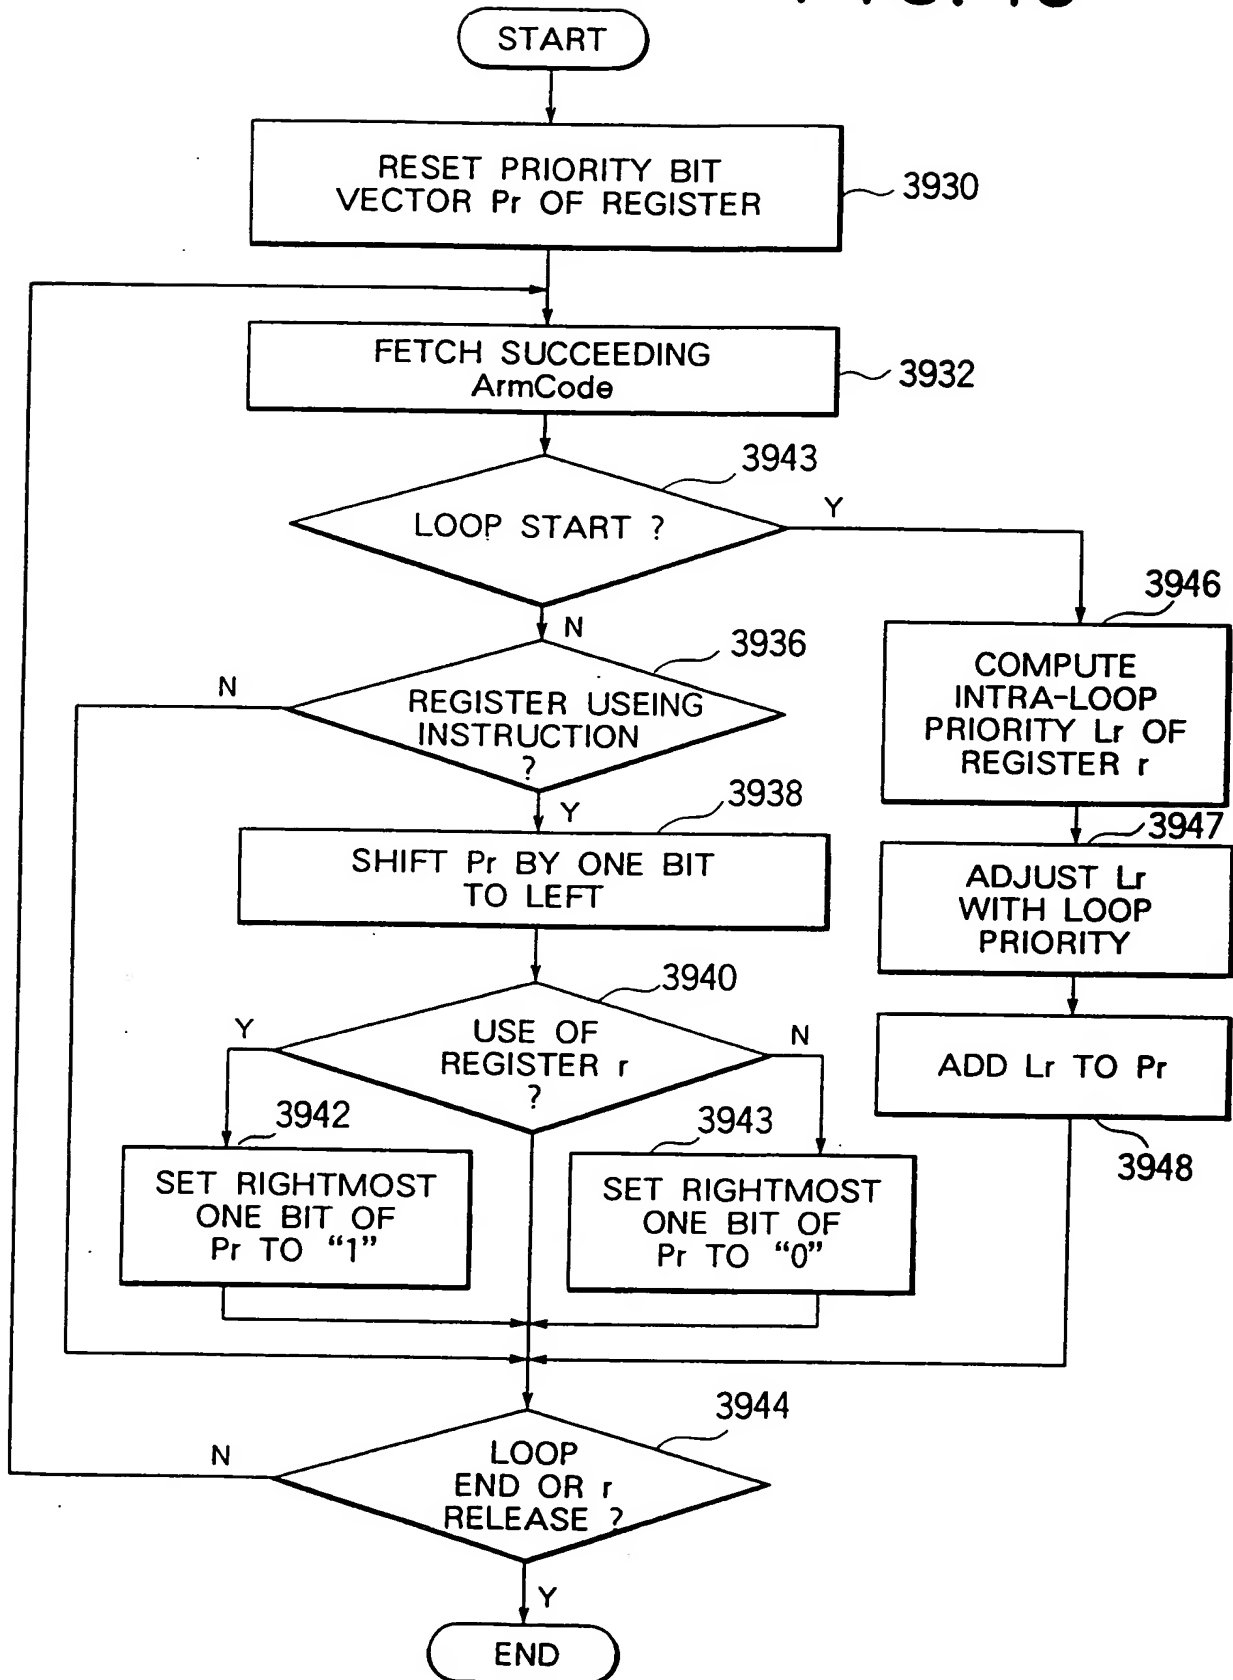 START
RESET PRIORITY BIT
VECTOR Pr OF REGISTER
3930
FETCH SUCCEEDING
ArmCode
3932
3943
LOOP START ?
Y
N
3946
COMPUTE
INTRA-LOOP
PRIORITY Lr OF
REGISTER r
3936
N
REGISTER USEING
INSTRUCTION
?
Y
3938
SHIFT Pr BY ONE BIT
TO LEFT
3947
ADJUST Lr
WITH LOOP
PRIORITY
3940
Y
USE OF
REGISTER r
?
N
ADD Lr TO Pr
3948
3942
SET RIGHTMOST
ONE BIT OF
Pr TO “1”
3943
SET RIGHTMOST
ONE BIT OF
Pr TO “0”
3944
N
LOOP
END OR r
RELEASE ?
Y
END